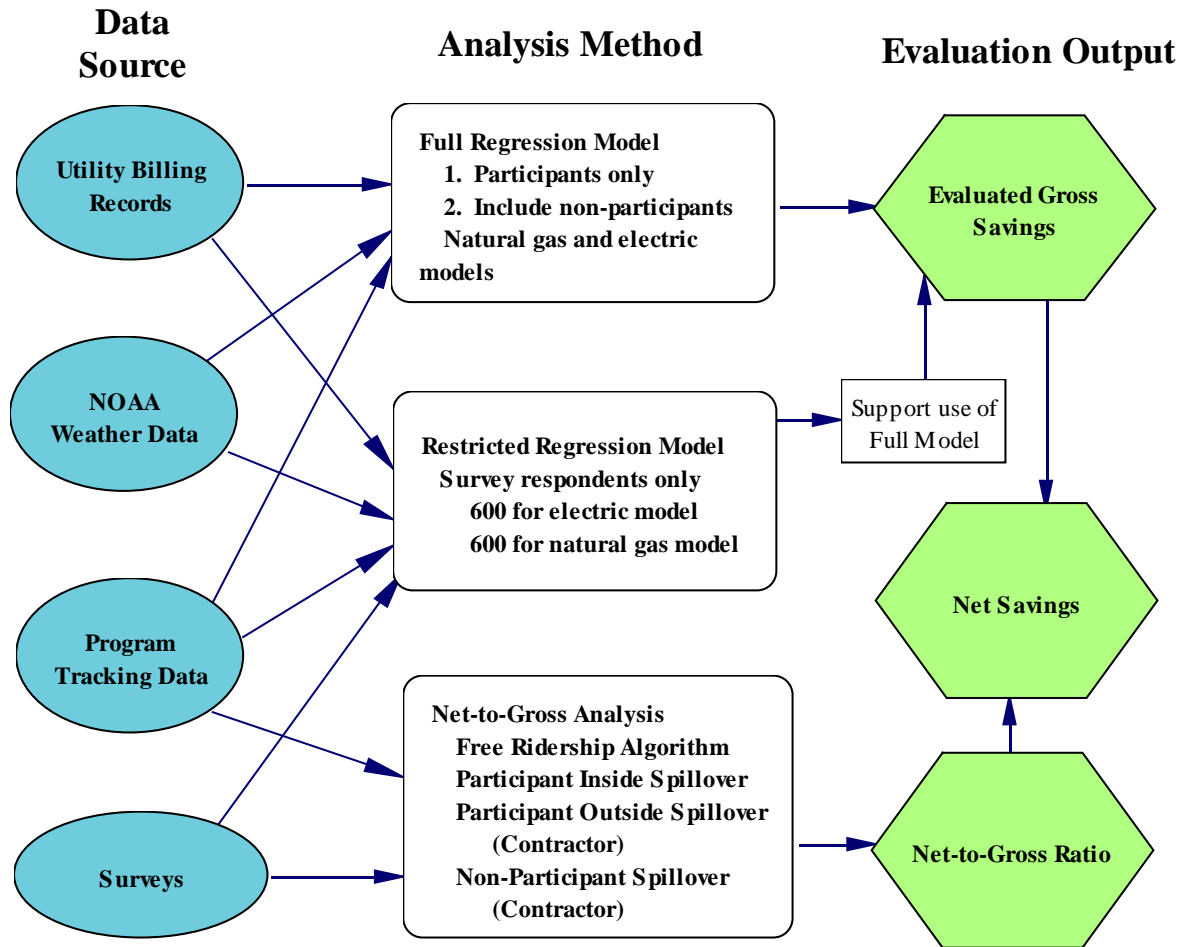 Data
Source
Analysis Method
Evaluation Output
Utility Billing
Records
NOAA
Weather Data
Program
Tracking Data
Surveys
Full Regression Model
1. Participants only
2. Include non-participants
Natural gas and electric
models
Restricted Regression Model
Survey respondents only
600 for electric model
600 for natural gas model
Net-to-Gross Analysis
Free Ridership Algorithm
Participant Inside Spillover
Participant Outside Spillover
(Contractor)
Non-Participant Spillover
(Contractor)
Evaluated Gross
Savings
Support use of
Full Model
Net Savings
Net-to-Gross Ratio